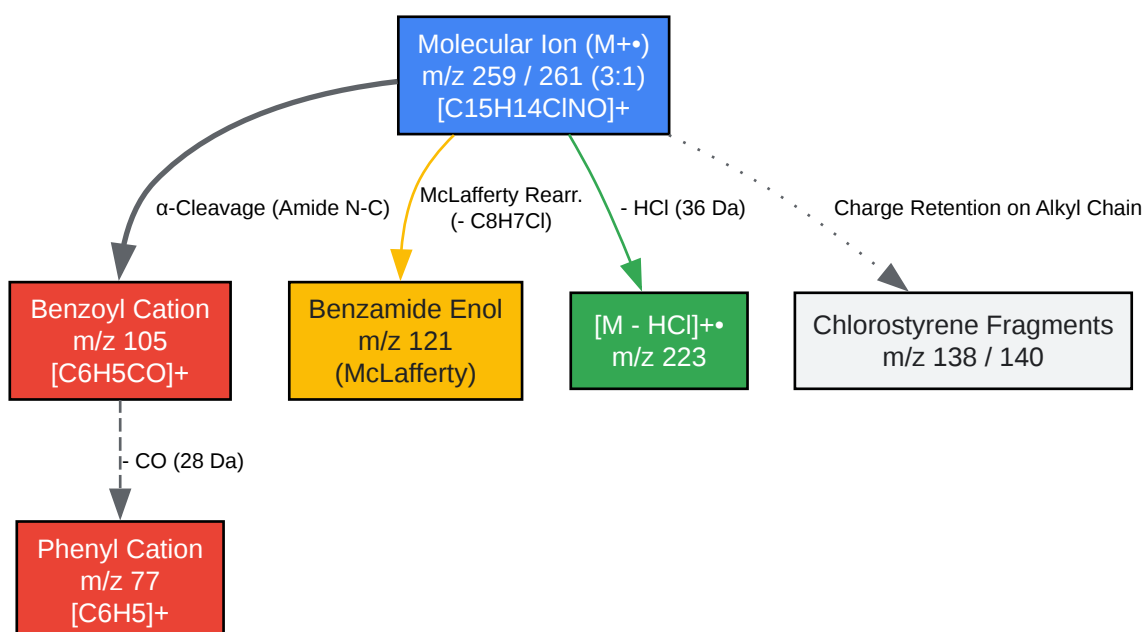 Molecular Ion (M+•)
m/z 259 / 261 (3:1)
[C15H14ClNO]+
α-Cleavage (Amide N-C)
McLafferty Rearr.
(- C8H7Cl)
- HCl (36 Da)
Charge Retention on Alkyl Chain
Benzoyl Cation
m/z 105
[C6H5CO]+
Benzamide Enol
m/z 121
(McLafferty)
[M - HCl]+•
m/z 223
Chlorostyrene Fragments
m/z 138 / 140
- CO (28 Da)
Phenyl Cation
m/z 77
[C6H5]+